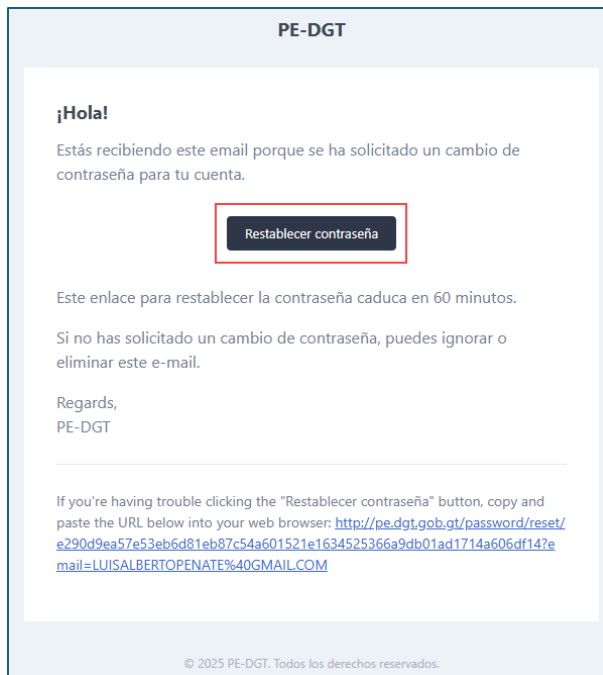 PE-DGT
¡Hola!
Estás recibiendo este email porque se ha solicitado un cambio de
contraseña para tu cuenta.
Restablecer contraseña
Este enlace para restablecer la contraseña caduca en 60 minutos.
Si no has solicitado un cambio de contraseña, puedes ignorar o
eliminar este e-mail.
Regards,
PE-DGT
If you're having trouble clicking the "Restablecer contraseña" button, copy and
paste the URL below into your web browser: http://pe.dgt.gob.gt/password/reset/
e290d9ea57e53eb6d81eb87c54a601521e1634525366a9db01ad1714a606df14?e
mail=LUISALBERTOPENATE%40GMAIL.COM
© 2025 PE-DGT. Todos los derechos reservados.